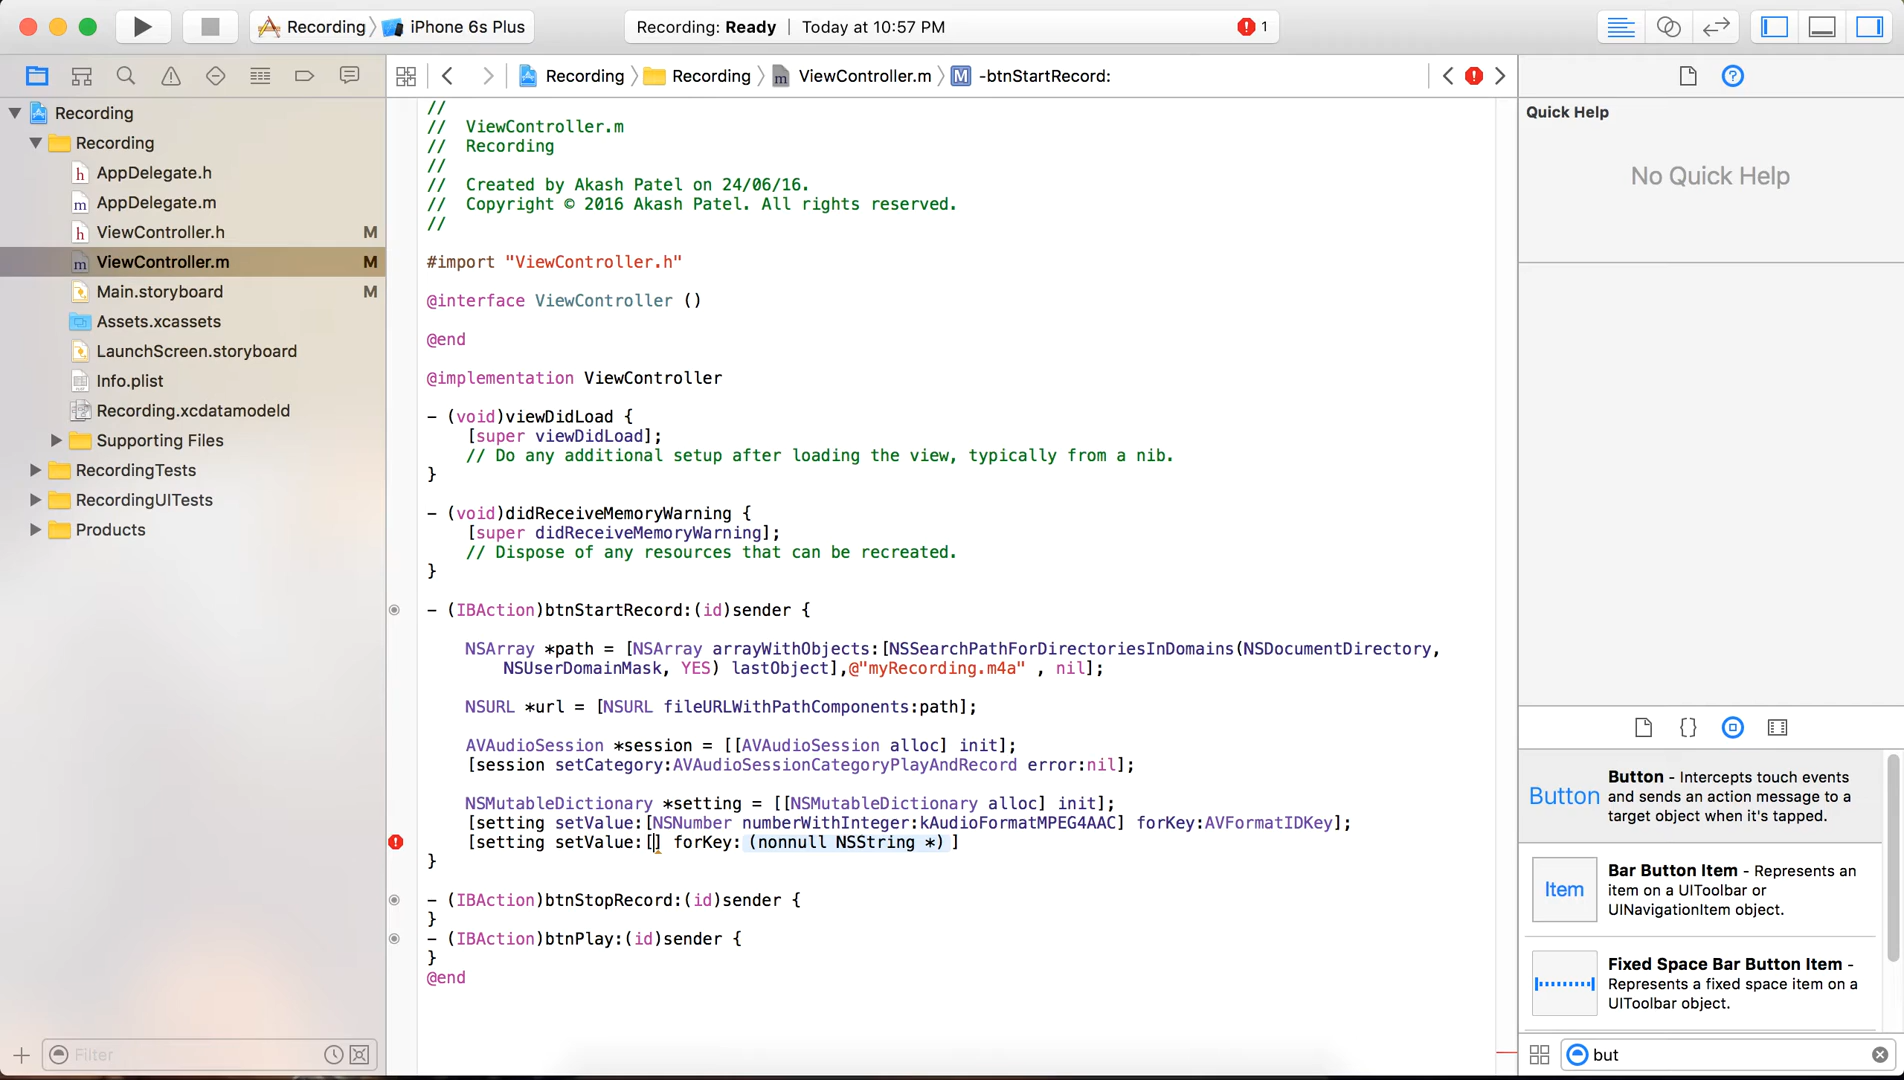 Recording
iPhone 6s Plus
Recording: Ready
Today at 10:57 PM
1
Recording
Recording
ViewController.m
M
-btnStartRecord:
Recording
Recording
AppDelegate.h
AppDelegate.m
ViewController.h M
ViewController.m M
Main.storyboard M
Assets.xcassets
LaunchScreen.storyboard
Info.plist
Recording.xcdatamodeld
Supporting Files
RecordingTests
RecordingUITests
Products
Filter
//
// ViewController.m
// Recording
//
// Created by Akash Patel on 24/06/16.
// Copyright © 2016 Akash Patel. All rights reserved.
//
#import "ViewController.h"
@interface ViewController ()
@end
@implementation ViewController
- (void)viewDidLoad {
[super viewDidLoad];
// Do any additional setup after loading the view, typically from a nib.
}
- (void)didReceiveMemoryWarning {
[super didReceiveMemoryWarning];
// Dispose of any resources that can be recreated.
}
- (IBAction)btnStartRecord:(id)sender {
NSArray *path = [NSArray arrayWithObjects:[NSSearchPathForDirectoriesInDomains(NSDocumentDirectory,
NSUserDomainMask, YES) lastObject],@"myRecording.m4a" , nil];
NSURL *url = [NSURL fileURLWithPathComponents:path];
AVAudioSession *session = [[AVAudioSession alloc] init];
[session setCategory:AVAudioSessionCategoryPlayAndRecord error:nil];
NSMutableDictionary *setting = [[NSMutableDictionary alloc] init];
[setting setValue:[NSNumber numberWithInteger:kAudioFormatMPEG4AAC] forKey:AVFormatIDKey];
[setting setValue:[] forKey:(nonnull NSString *)]
}
- (IBAction)btnStopRecord:(id)sender {
}
- (IBAction)btnPlay:(id)sender {
}
@end
Quick Help
No Quick Help
Button
Button - Intercepts touch events
and sends an action message to a
target object when it's tapped.
Item
Bar Button Item - Represents an
item on a UIToolbar or
UINavigationItem object.
Fixed Space Bar Button Item -
Represents a fixed space item on a
UIToolbar object.
but